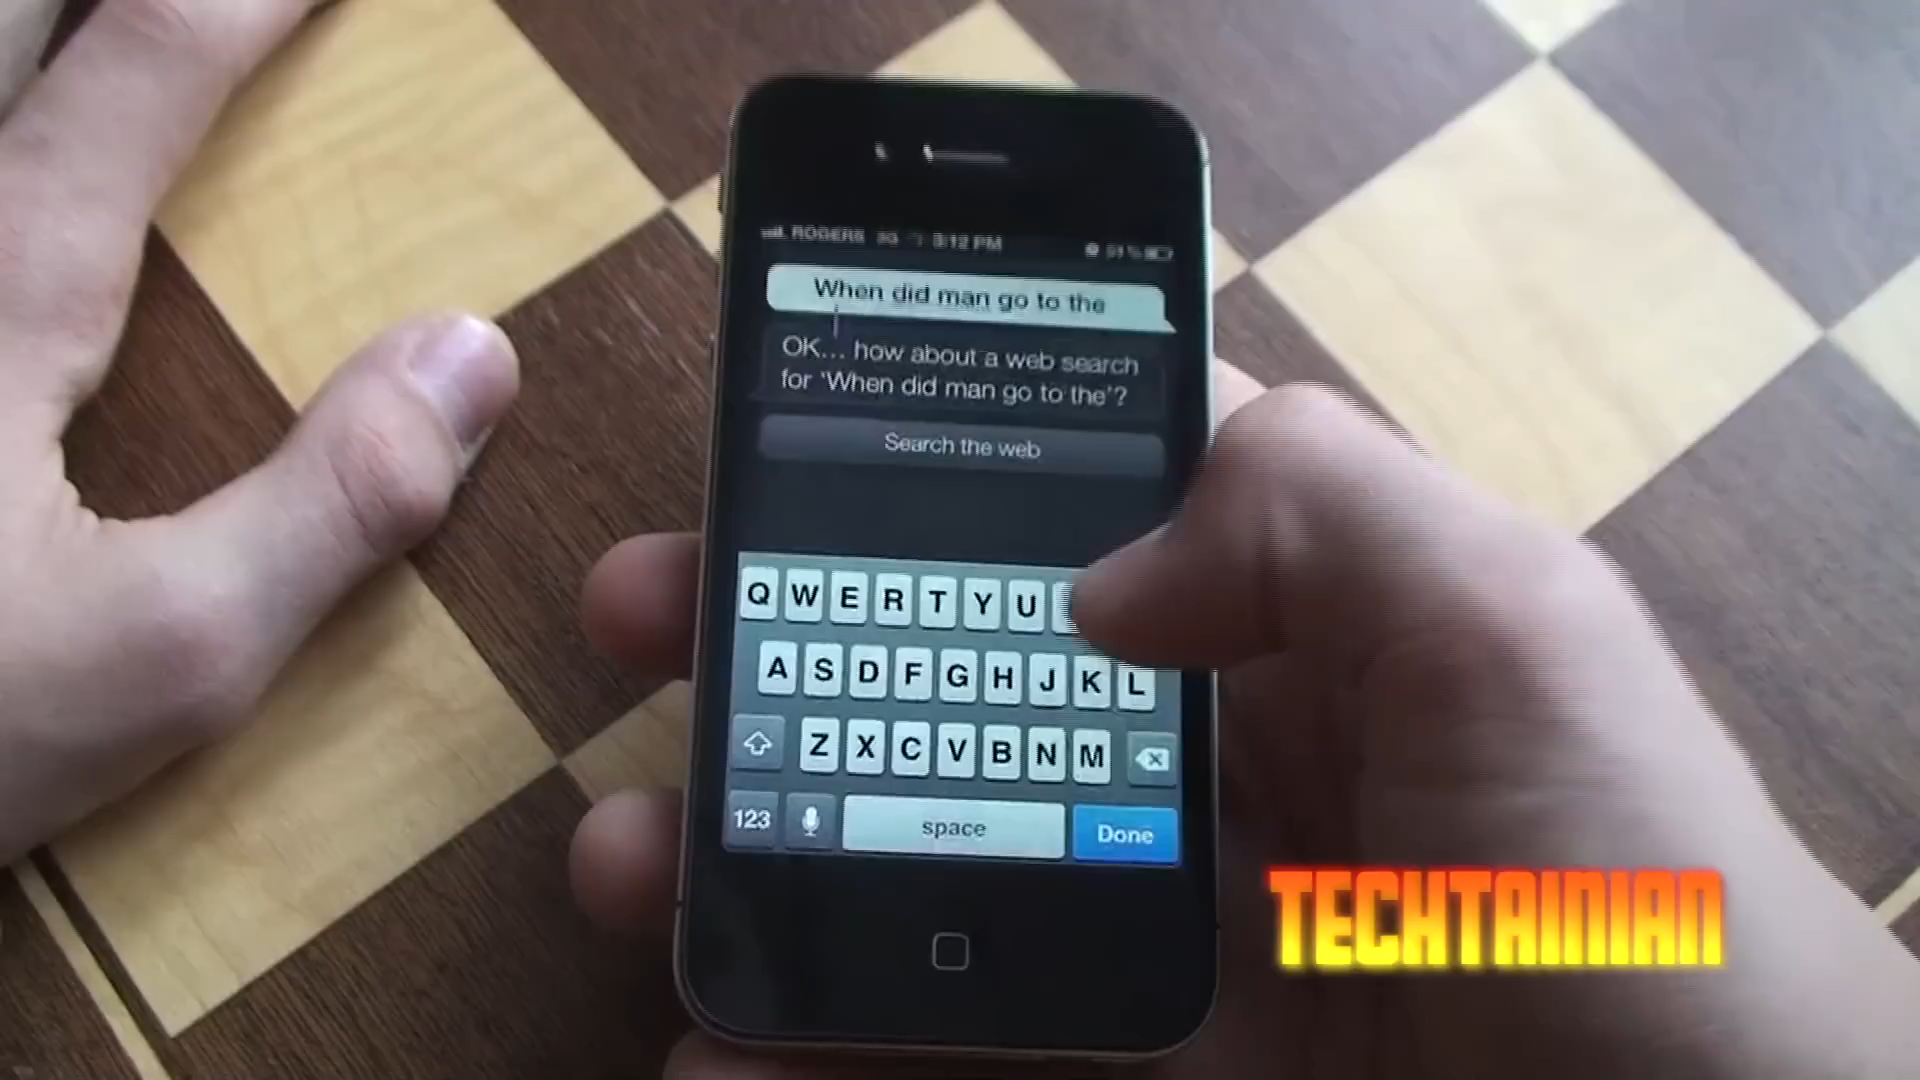 ROGERS 3G 3:12 PM
When did man go to the
OK... how about a web search
for 'When did man go to the'?
Search the web
Q W E R T Y U
A S D F G H J K L
Z X C V B N M
123 space Done
TECHTAINIAN